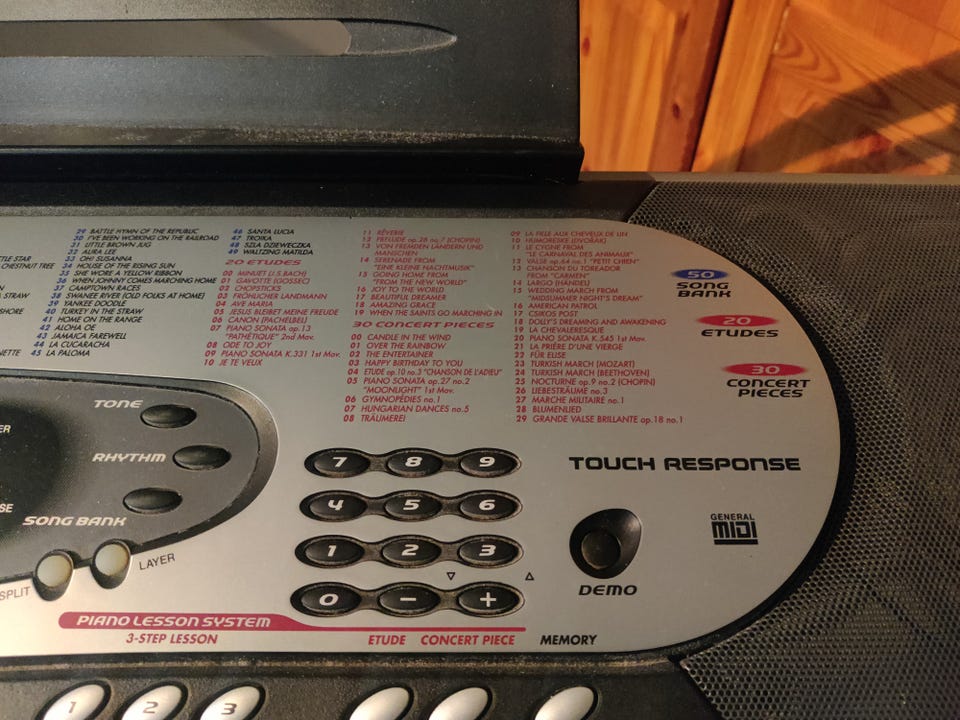 29 BATTLE HYMN OF THE REPUBLIC
30 I'VE BEEN WORKING ON THE RAILROAD
31 LITTLE BROWN JUG
32 AURA LEE
33 OH! SUSANNA
34 HOUSE OF THE RISING SUN
35 SHE WORE A YELLOW RIBBON
36 WHEN JOHNNY COMES MARCHING HOME
37 CAMPTOWN RACES
38 SWANEE RIVER (OLD FOLKS AT HOME)
39 YANKEE DOODLE
40 TURKEY IN THE STRAW
41 HOME ON THE RANGE
42 ALOHA OE
43 JAMAICA FAREWELL
44 LA CUCARACHA
45 LA PALOMA
TLE STAR
CHESTNUT TREE
STRAW
SHORE
NETTE
46 SANTA LUCIA
47 TROIKA
48 SZLA DZIEWECZKA
49 WALTZING MATILDA
20 ETUDES
00 MINUET (J.S.BACH)
01 GAVOTTE (GOSSEC)
02 CHOPSTICKS
03 FRÖHLICHER LANDMANN
04 AVE MARIA
05 JESUS BLEIBET MEINE FREUDE
06 CANON (PACHELBEL)
07 PIANO SONATA op.13
"PATHÉTIQUE" 2nd Mov.
08 ODE TO JOY
09 PIANO SONATA K.331 1st Mov.
10 JE TE VEUX
11 RÊVERIE
12 PRELUDE op.28 no.7 (CHOPIN)
13 VON FREMDEN LÄNDERN UND
MANSCHEN
14 SERENADE FROM
"EINE KLEINE NACHTMUSIK"
15 GOING HOME FROM
"FROM THE NEW WORLD"
16 JOY TO THE WORLD
17 BEAUTIFUL DREAMER
18 AMAZING GRACE
19 WHEN THE SAINTS GO MARCHING IN
30 CONCERT PIECES
00 CANDLE IN THE WIND
01 OVER THE RAINBOW
02 THE ENTERTAINER
03 HAPPY BIRTHDAY TO YOU
04 ETUDE op.10 no.3 "CHANSON DE L'ADIEU"
05 PIANO SONATA op.27 no.2
"MOONLIGHT" 1st Mov.
06 GYMNOPÉDIES no.1
07 HUNGARIAN DANCES no.5
08 TRÄUMEREI
09 LA FILLE AUX CHEVEUX DE LIN
10 HUMORESKE (DVOŘÁK)
11 LE CYGNE FROM
"LE CARNAVAL DES ANIMAUX"
12 VALSE op.64 no.1 "PETIT CHIEN"
13 CHANSON DU TOREADOR
FROM "CARMEN"
14 LARGO (HÄNDEL)
15 WEDDING MARCH FROM
"MIDSUMMER NIGHT'S DREAM"
16 AMERICAN PATROL
17 CSIKOS POST
18 DOLLY'S DREAMING AND AWAKENING
19 LA CHEVALERESQUE
20 PIANO SONATA K.545 1st Mov.
21 LA PRIÈRE D'UNE VIERGE
22 FÜR ELISE
23 TURKISH MARCH (MOZART)
24 TURKISH MARCH (BEETHOVEN)
25 NOCTURNE op.9 no.2 (CHOPIN)
26 LIEBESTRÄUME no.3
27 MARCHE MILITAIRE no.1
28 BLUMENLIED
29 GRANDE VALSE BRILLANTE op.18 no.1
50
SONG
BANK
20
ETUDES
30
CONCERT
PIECES
TONE
RHYTHM
SONG BANK
ER
SE
SPLIT
LAYER
7 8 9
4 5 6
1 2 3
0 − +
TOUCH RESPONSE
DEMO
GENERAL
MIDI
PIANO LESSON SYSTEM
3-STEP LESSON
ETUDE CONCERT PIECE MEMORY
1 2 3